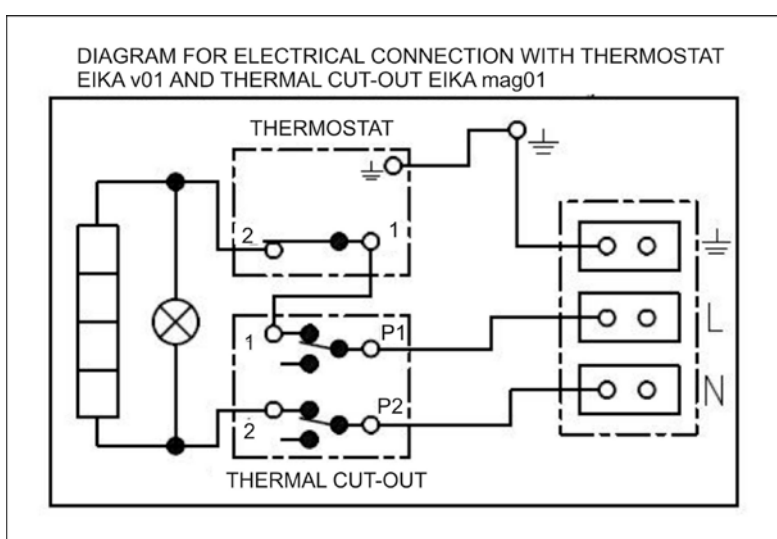 DIAGRAM FOR ELECTRICAL CONNECTION WITH THERMOSTAT
EIKA v01 AND THERMAL CUT-OUT EIKA mag01
THERMOSTAT
2
1
L
1
P1
N
2
P2
THERMAL CUT-OUT